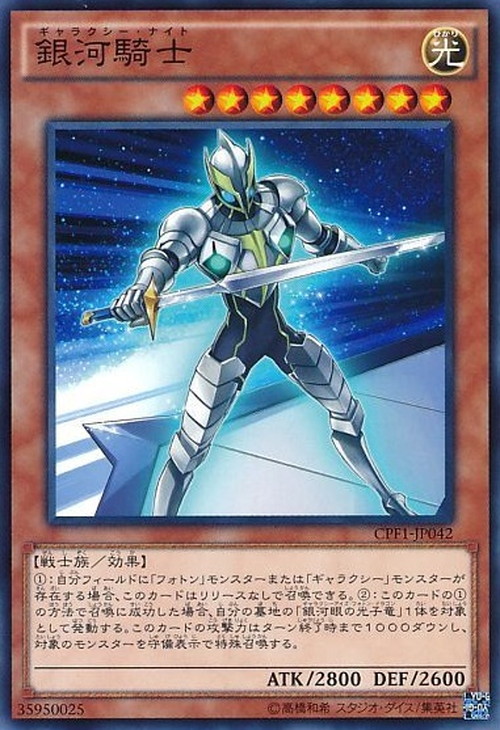 ギャラクシー・ナイト
銀河騎士
ひかり
光
CPF1-JP042
【戦士族／効果】
①：自分フィールドに「フォトン」モンスターまたは「ギャラクシー」モンスターが
存在する場合、このカードはリリースなしで召喚できる。②：このカードの①
の方法で召喚に成功した場合、自分の墓地の「銀河眼の光子竜」１体を対象
として発動する。このカードの攻撃力はターン終了時まで１０００ダウンし、
対象のモンスターを守備表示で特殊召喚する。
ATK/2800 DEF/2600
35950025
©高橋和希 スタジオ・ダイス/集英社